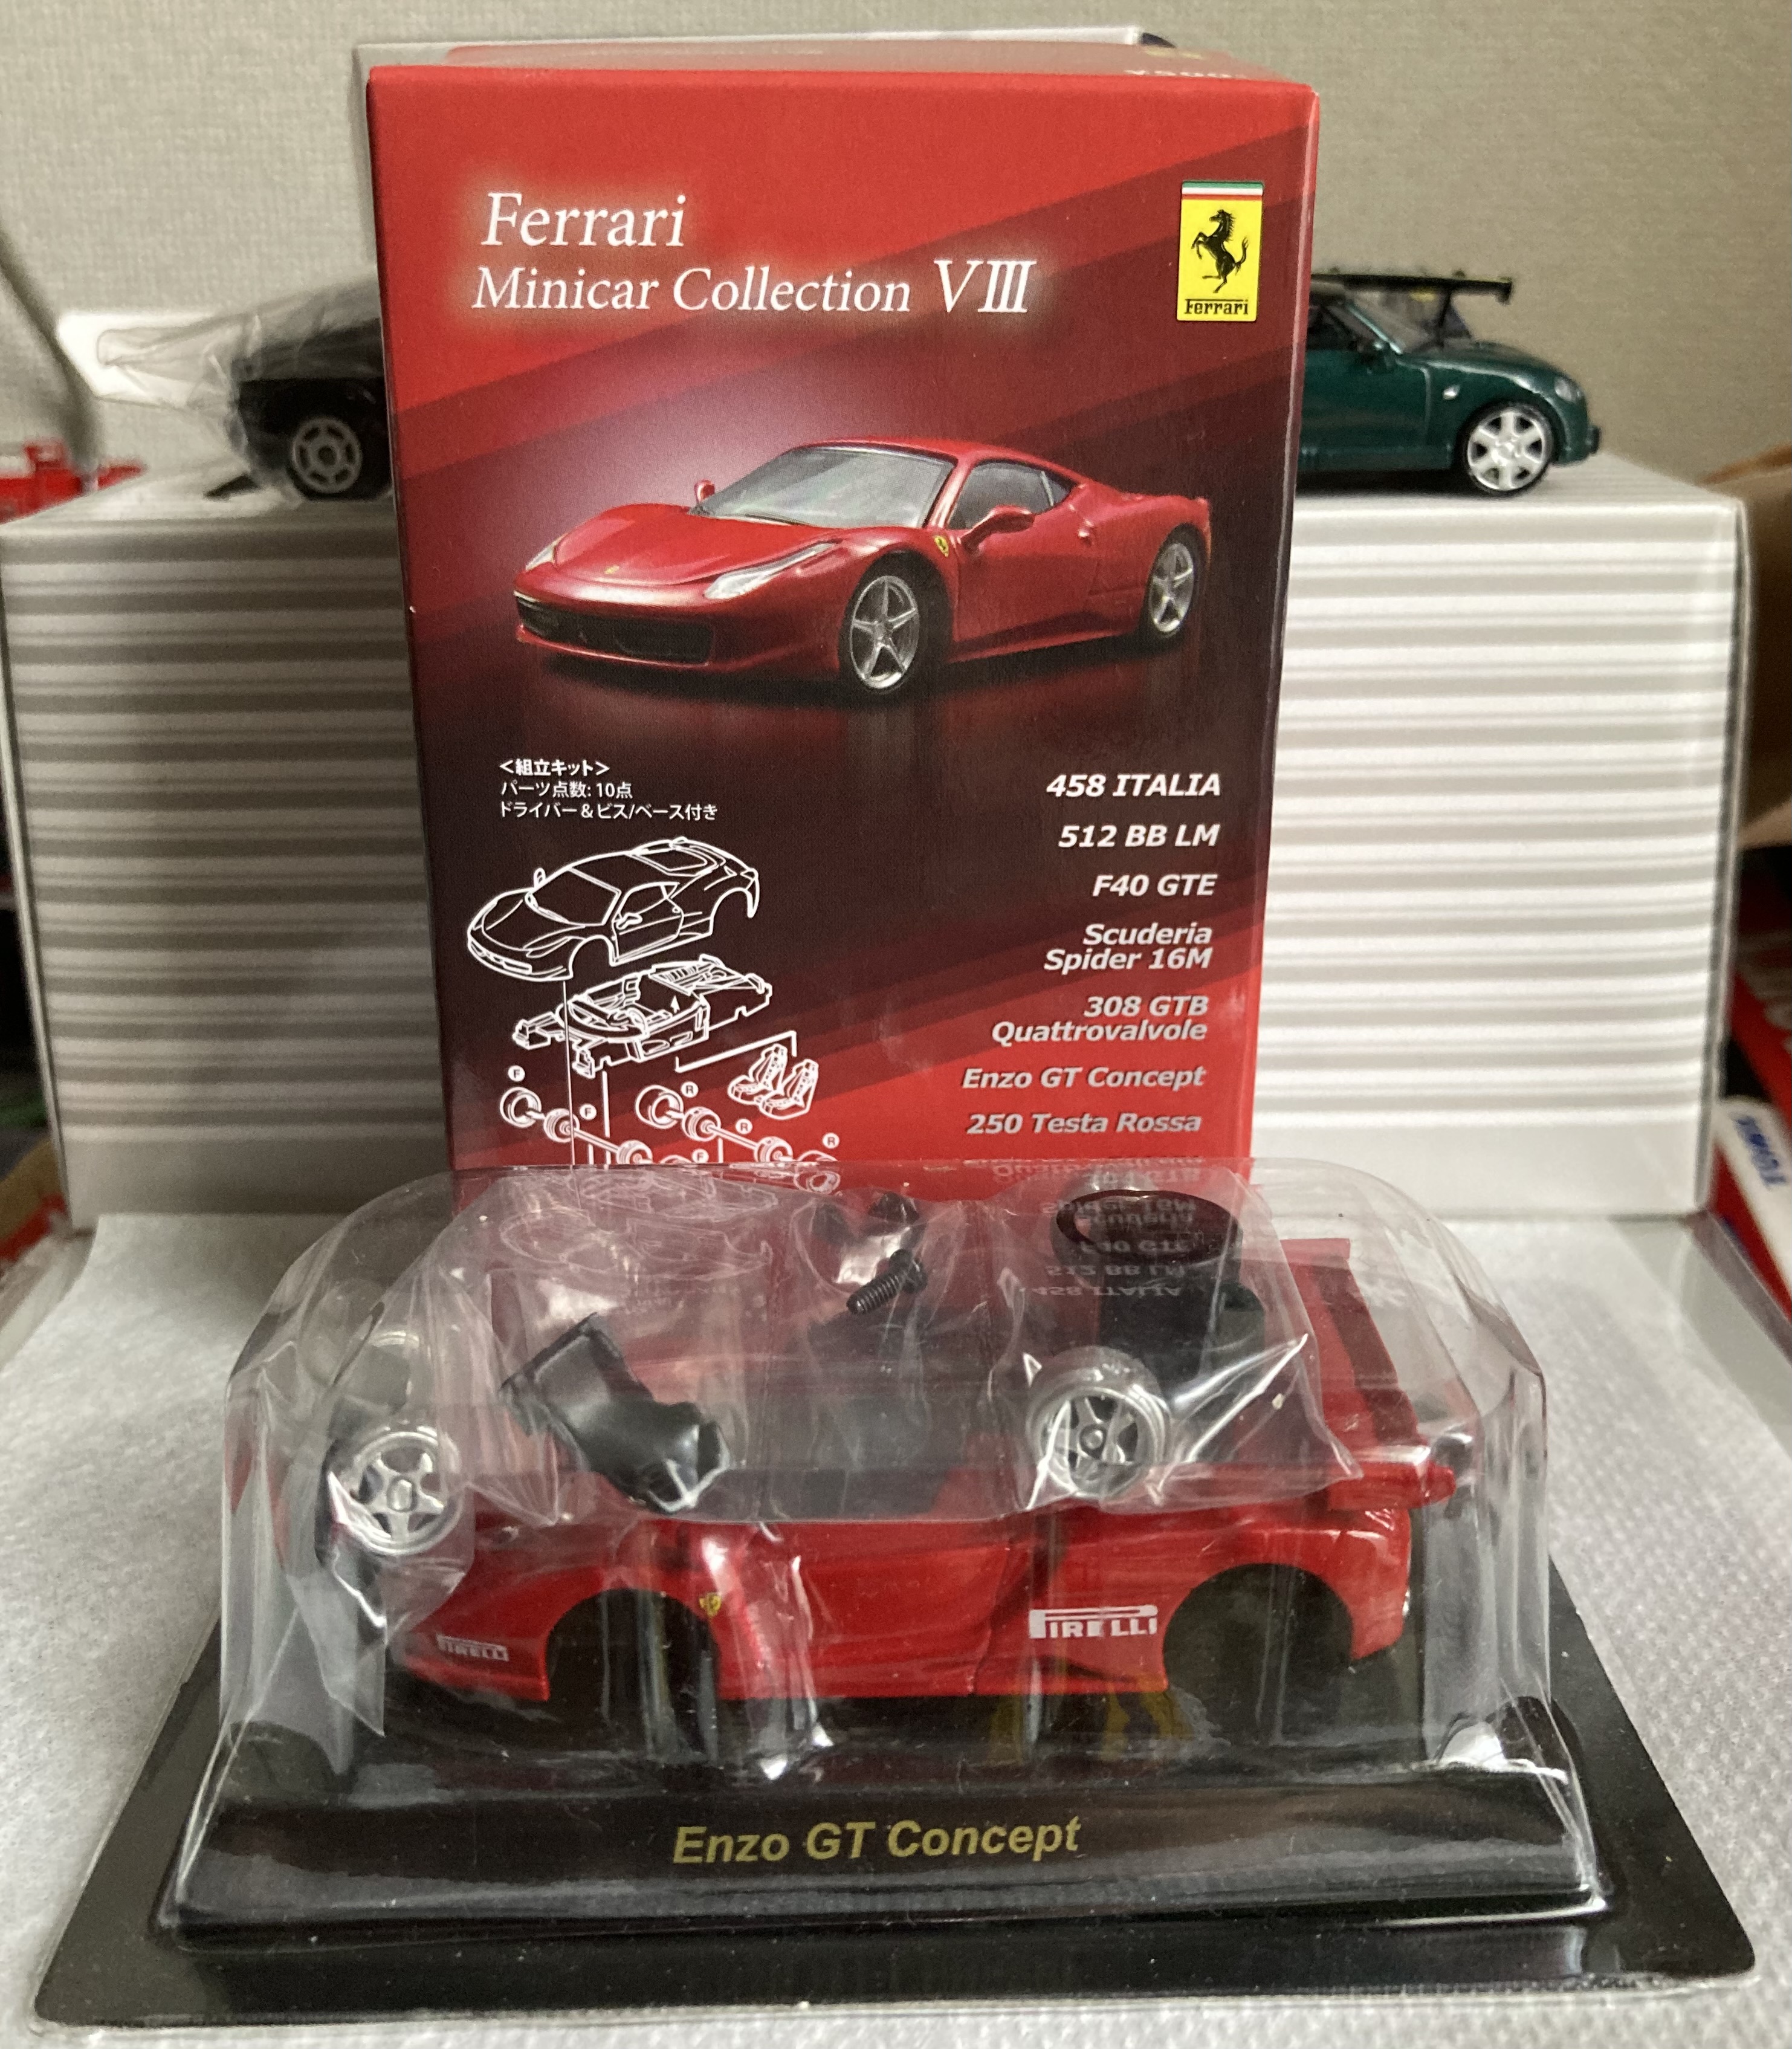 Ferrari
Minicar Collection VIII
Ferrari
<組立キット>
パーツ点数: 10点
ドライバー&ビス/ベース付き
458 ITALIA
512 BB LM
F40 GTE
Scuderia
Spider 16M
308 GTB
Quattrovalvole
Enzo GT Concept
250 Testa Rossa
F
F
R
R
F
R
PIRELLI
PIRELLI
Enzo GT Concept